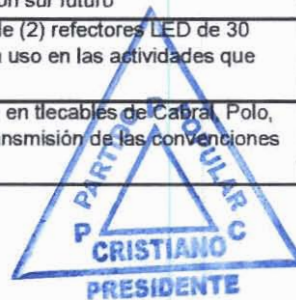 ón sur futuro
de (2) refectores LED de 30
uso en las actividades que
en tlecables de Cabral, Polo,
nsmisión de las convenciones
PARTIDO POPULAR
P
P C
CRISTIANO
PRESIDENTE